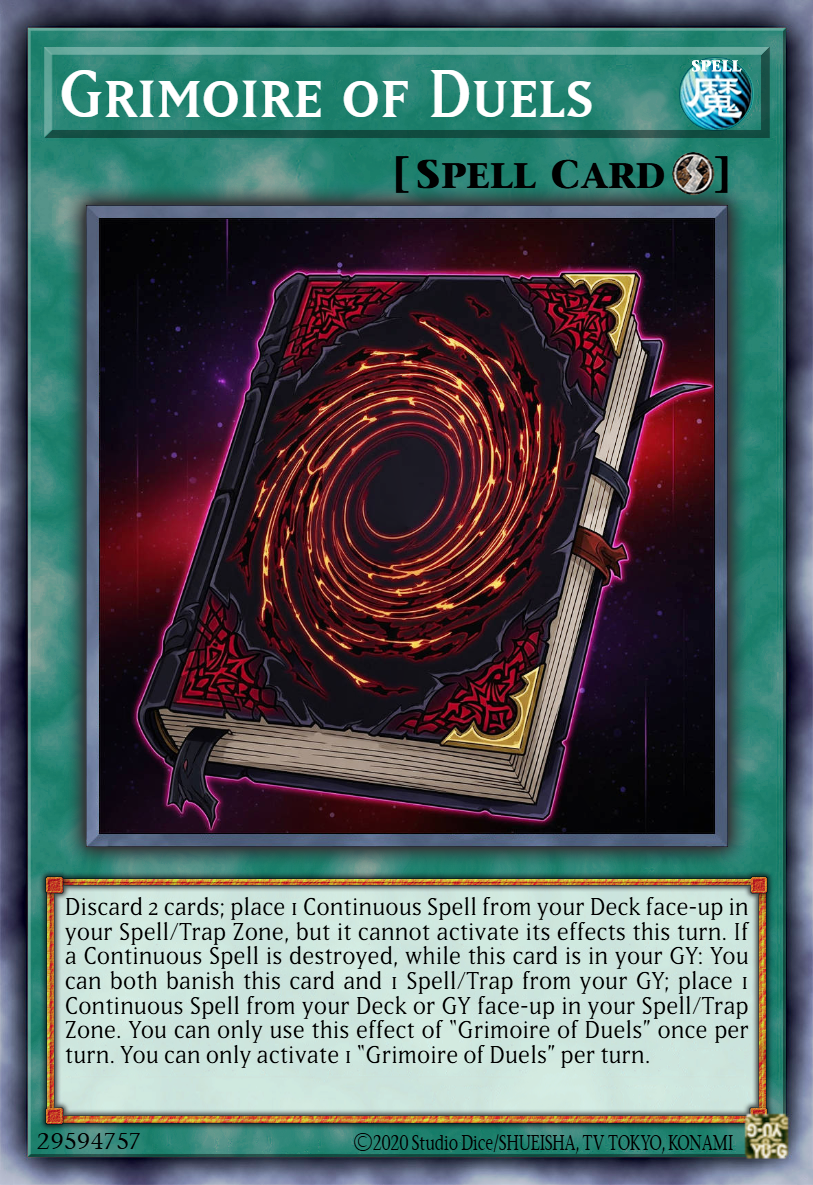 Grimoire of Duels
SPELL
魔
[Spell Card]
Discard 2 cards; place 1 Continuous Spell from your Deck face-up in
your Spell/Trap Zone, but it cannot activate its effects this turn. If
a Continuous Spell is destroyed, while this card is in your GY: You
can both banish this card and 1 Spell/Trap from your GY; place 1
Continuous Spell from your Deck or GY face-up in your Spell/Trap
Zone. You can only use this effect of "Grimoire of Duels" once per
turn. You can only activate 1 "Grimoire of Duels" per turn.
29594757
©2020 Studio Dice/SHUEISHA, TV TOKYO, KONAMI